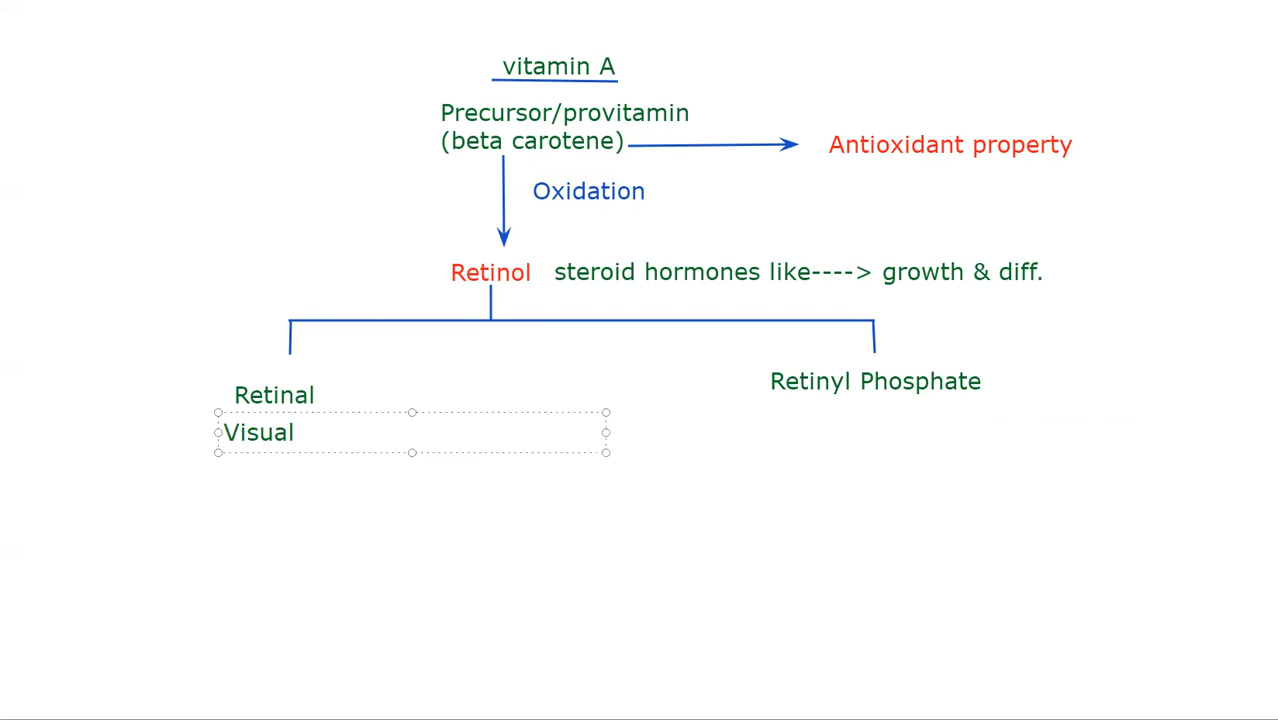 vitamin A
Precursor/provitamin
(beta carotene)
Antioxidant property
Oxidation
Retinol steroid hormones like----> growth & diff.
Retinal
Retinyl Phosphate
Visual